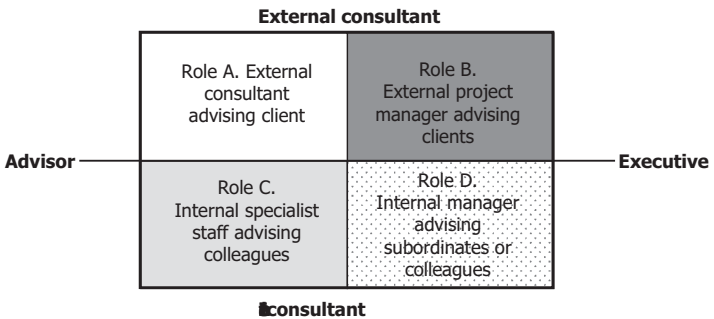 External consultant
Role A. External
consultant
advising client
Role B.
External project
manager advising
clients
Advisor
Executive
Role C.
Internal specialist
staff advising
colleagues
Role D.
Internal manager
advising
subordinates or
colleagues
consultant